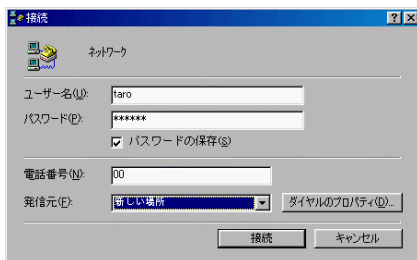 接続
ネットワーク
ユーザー名(U): taro
パスワード(P): ******
パスワードの保存(S)
電話番号(N): 00
発信元(F): 新しい場所 ダイヤルのプロパティ(D)...
接続 キャンセル